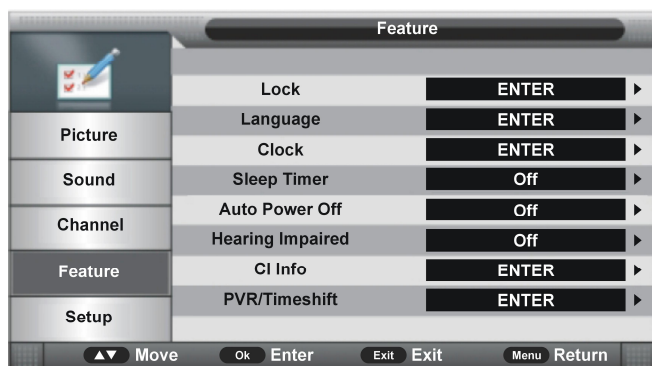 Feature
Lock ENTER
Language ENTER
Clock ENTER
Sleep Timer Off
Auto Power Off Off
Hearing Impaired Off
CI Info ENTER
PVR/Timeshift ENTER
Picture
Sound
Channel
Feature
Setup
▲▼ Move Ok Enter Exit Exit Menu Return